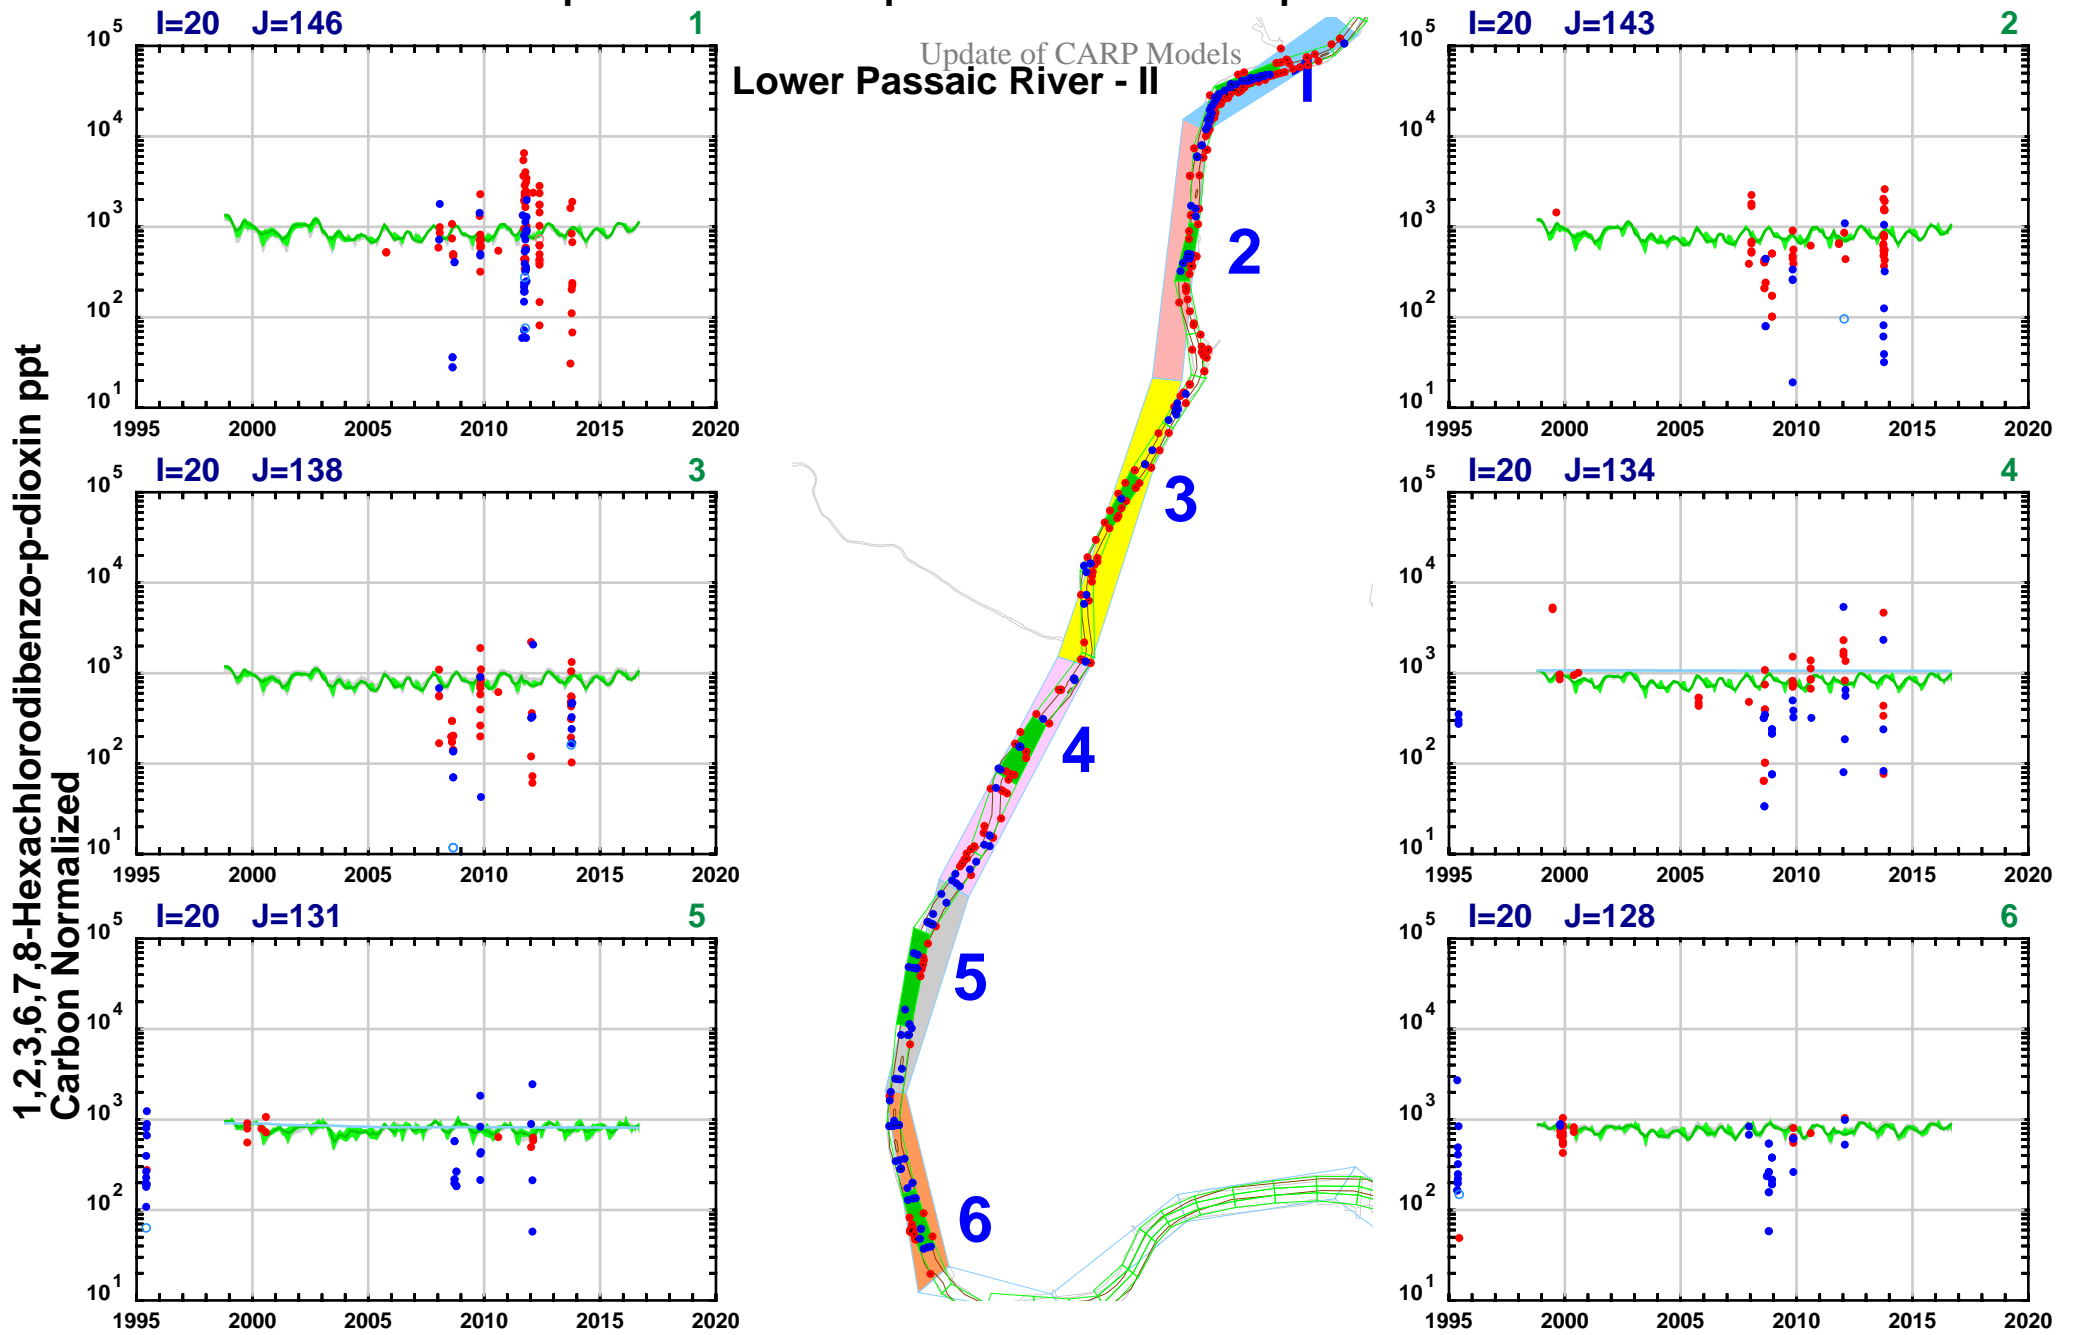 Update of CARP Models
Lower Passaic River - II
1,2,3,6,7,8-Hexachlorodibenzo-p-dioxin ppt
Carbon Normalized
I=20 J=146 1
10^5
10^4
10^3
10^2
10^1
1995 2000 2005 2010 2015 2020
I=20 J=143 2
10^5
10^4
10^3
10^2
10^1
1995 2000 2005 2010 2015 2020
I=20 J=138 3
10^5
10^4
10^3
10^2
10^1
1995 2000 2005 2010 2015 2020
I=20 J=134 4
10^5
10^4
10^3
10^2
10^1
1995 2000 2005 2010 2015 2020
I=20 J=131 5
10^5
10^4
10^3
10^2
10^1
1995 2000 2005 2010 2015 2020
I=20 J=128 6
10^5
10^4
10^3
10^2
10^1
1995 2000 2005 2010 2015 2020
1
2
3
4
5
6